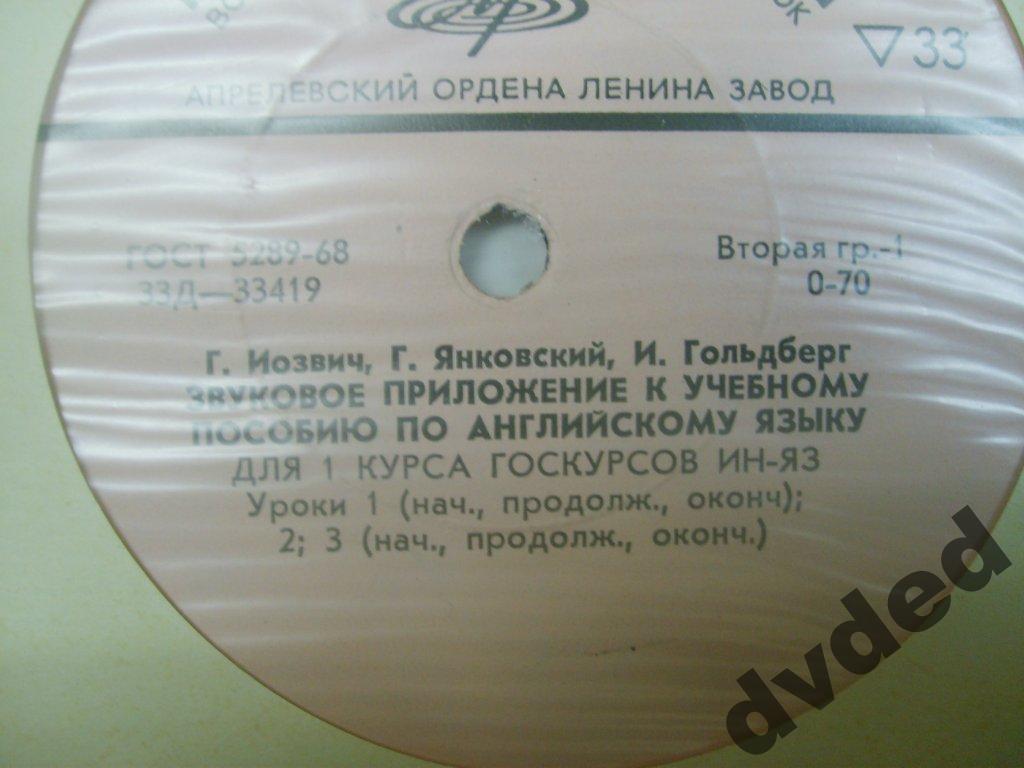 ▽33
АПРЕЛЕВСКИЙ ОРДЕНА ЛЕНИНА ЗАВОД
ГОСТ 5289-68
33Д—33419
Вторая гр.-1
0-70
Г. Иозвич, Г. Янковский, И. Гольдберг
ЗВУКОВОЕ ПРИЛОЖЕНИЕ К УЧЕБНОМУ
ПОСОБИЮ ПО АНГЛИЙСКОМУ ЯЗЫКУ
ДЛЯ 1 КУРСА ГОСКУРСОВ ИН-ЯЗ
Уроки 1 (нач., продолж., оконч);
2; 3 (нач., продолж., оконч.)
dvded